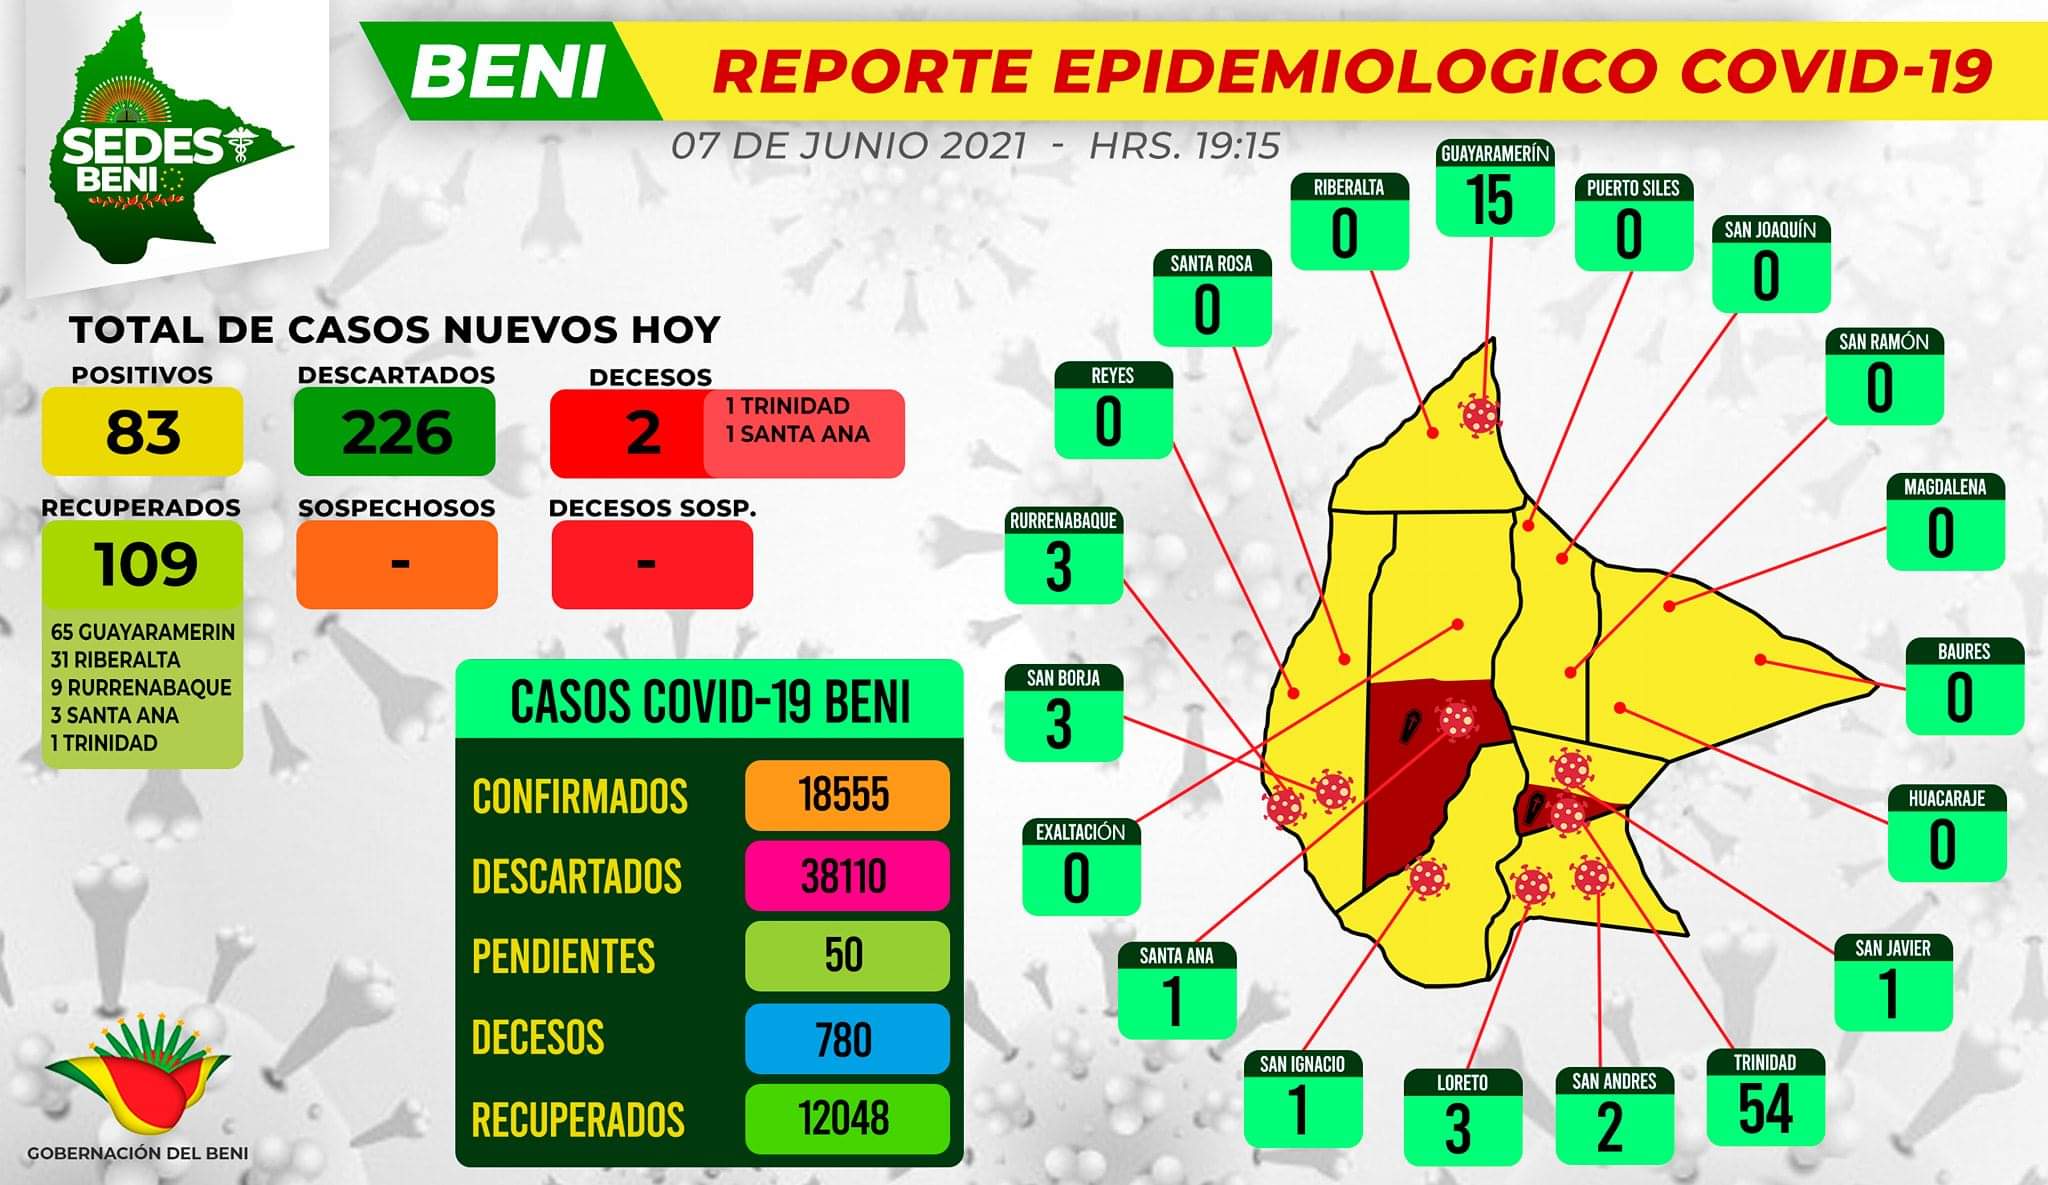 SEDES
BENI
BENI
REPORTE EPIDEMIOLOGICO COVID-19
07 DE JUNIO 2021 - HRS. 19:15
TOTAL DE CASOS NUEVOS HOY
POSITIVOS
83
DESCARTADOS
226
DECESOS
2
1 TRINIDAD
1 SANTA ANA
RECUPERADOS
109
65 GUAYARAMERIN
31 RIBERALTA
9 RURRENABAQUE
3 SANTA ANA
1 TRINIDAD
SOSPECHOSOS
-
DECESOS SOSP.
-
CASOS COVID-19 BENI
CONFIRMADOS 18555
DESCARTADOS 38110
PENDIENTES 50
DECESOS 780
RECUPERADOS 12048
GOBERNACIÓN DEL BENI
GUAYARAMERÍN
15
RIBERALTA
0
PUERTO SILES
0
SAN JOAQUÍN
0
SANTA ROSA
0
SAN RAMÓN
0
REYES
0
MAGDALENA
0
RURRENABAQUE
3
BAURES
0
SAN BORJA
3
HUACARAJE
0
EXALTACIÓN
0
SAN JAVIER
1
SANTA ANA
1
SAN IGNACIO
1
LORETO
3
SAN ANDRES
2
TRINIDAD
54